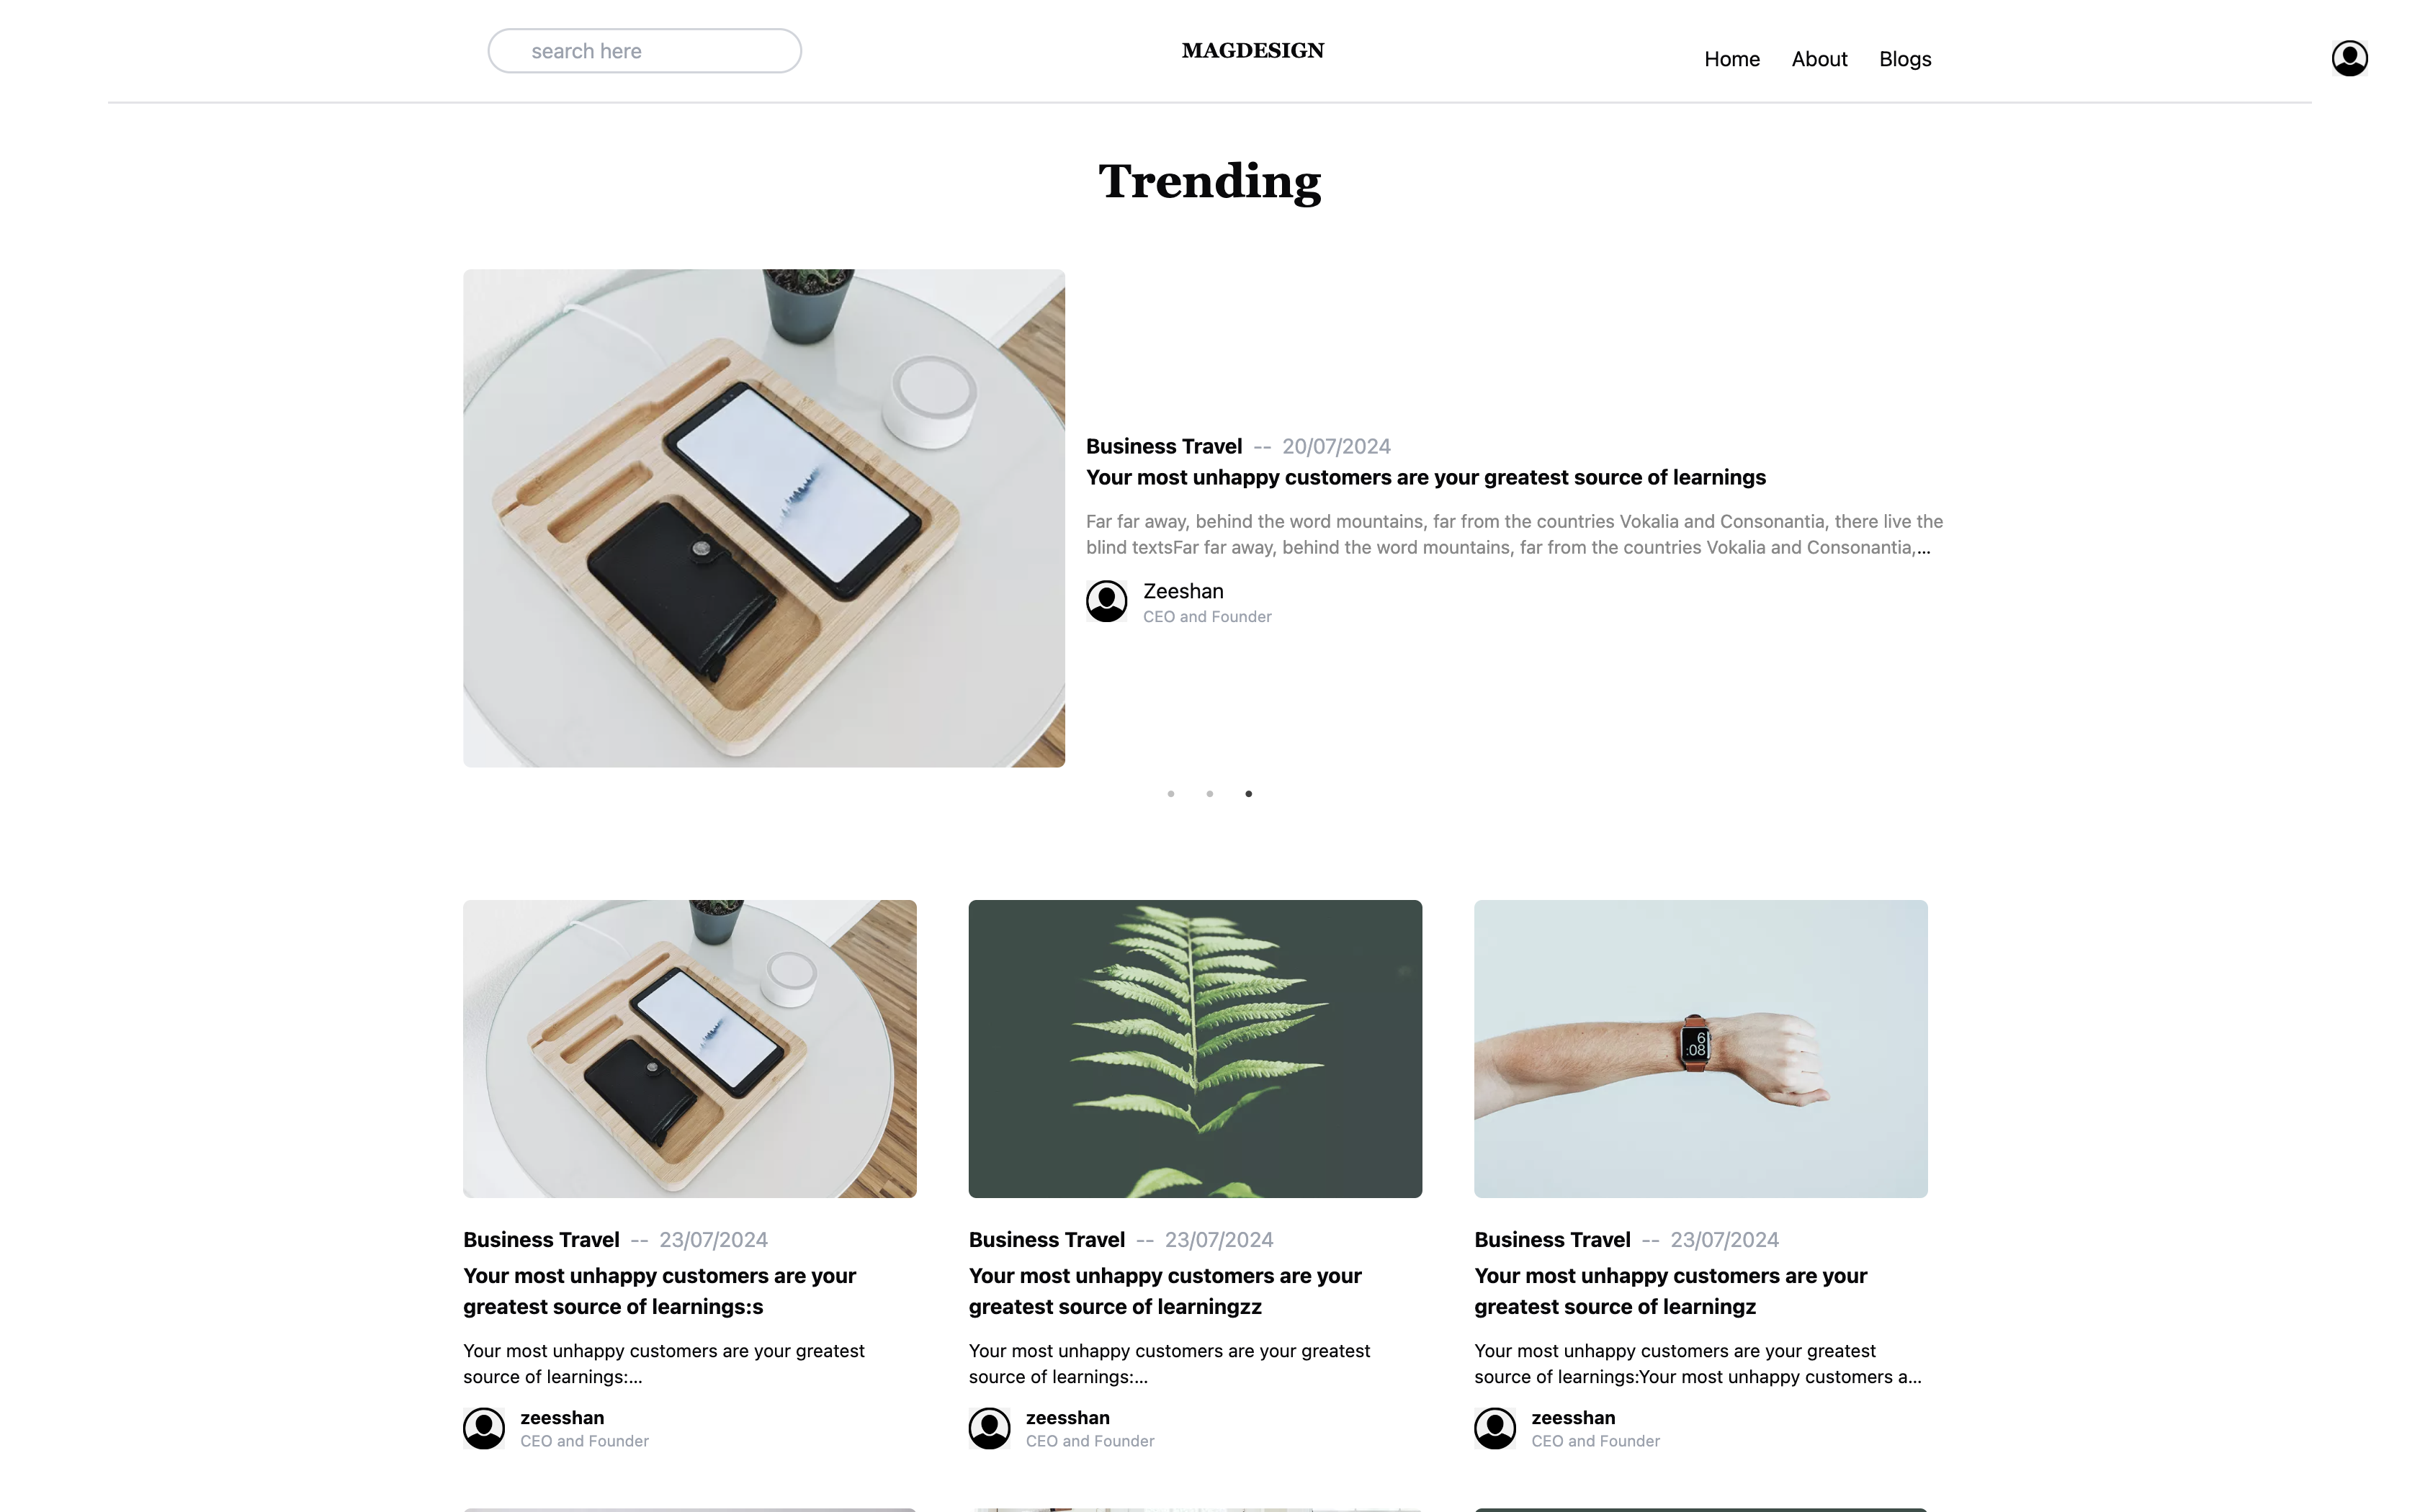 search here
MAGDESIGN
Home About Blogs
Trending
Business Travel -- 20/07/2024
Your most unhappy customers are your greatest source of learnings
Far far away, behind the word mountains, far from the countries Vokalia and Consonantia, there live the
blind textsFar far away, behind the word mountains, far from the countries Vokalia and Consonantia,...
Zeeshan
CEO and Founder
6
:08
Business Travel -- 23/07/2024
Your most unhappy customers are your
greatest source of learnings:s
Your most unhappy customers are your greatest
source of learnings:...
zeesshan
CEO and Founder
Business Travel -- 23/07/2024
Your most unhappy customers are your
greatest source of learningzz
Your most unhappy customers are your greatest
source of learnings:...
zeesshan
CEO and Founder
Business Travel -- 23/07/2024
Your most unhappy customers are your
greatest source of learningz
Your most unhappy customers are your greatest
source of learnings:Your most unhappy customers a...
zeesshan
CEO and Founder